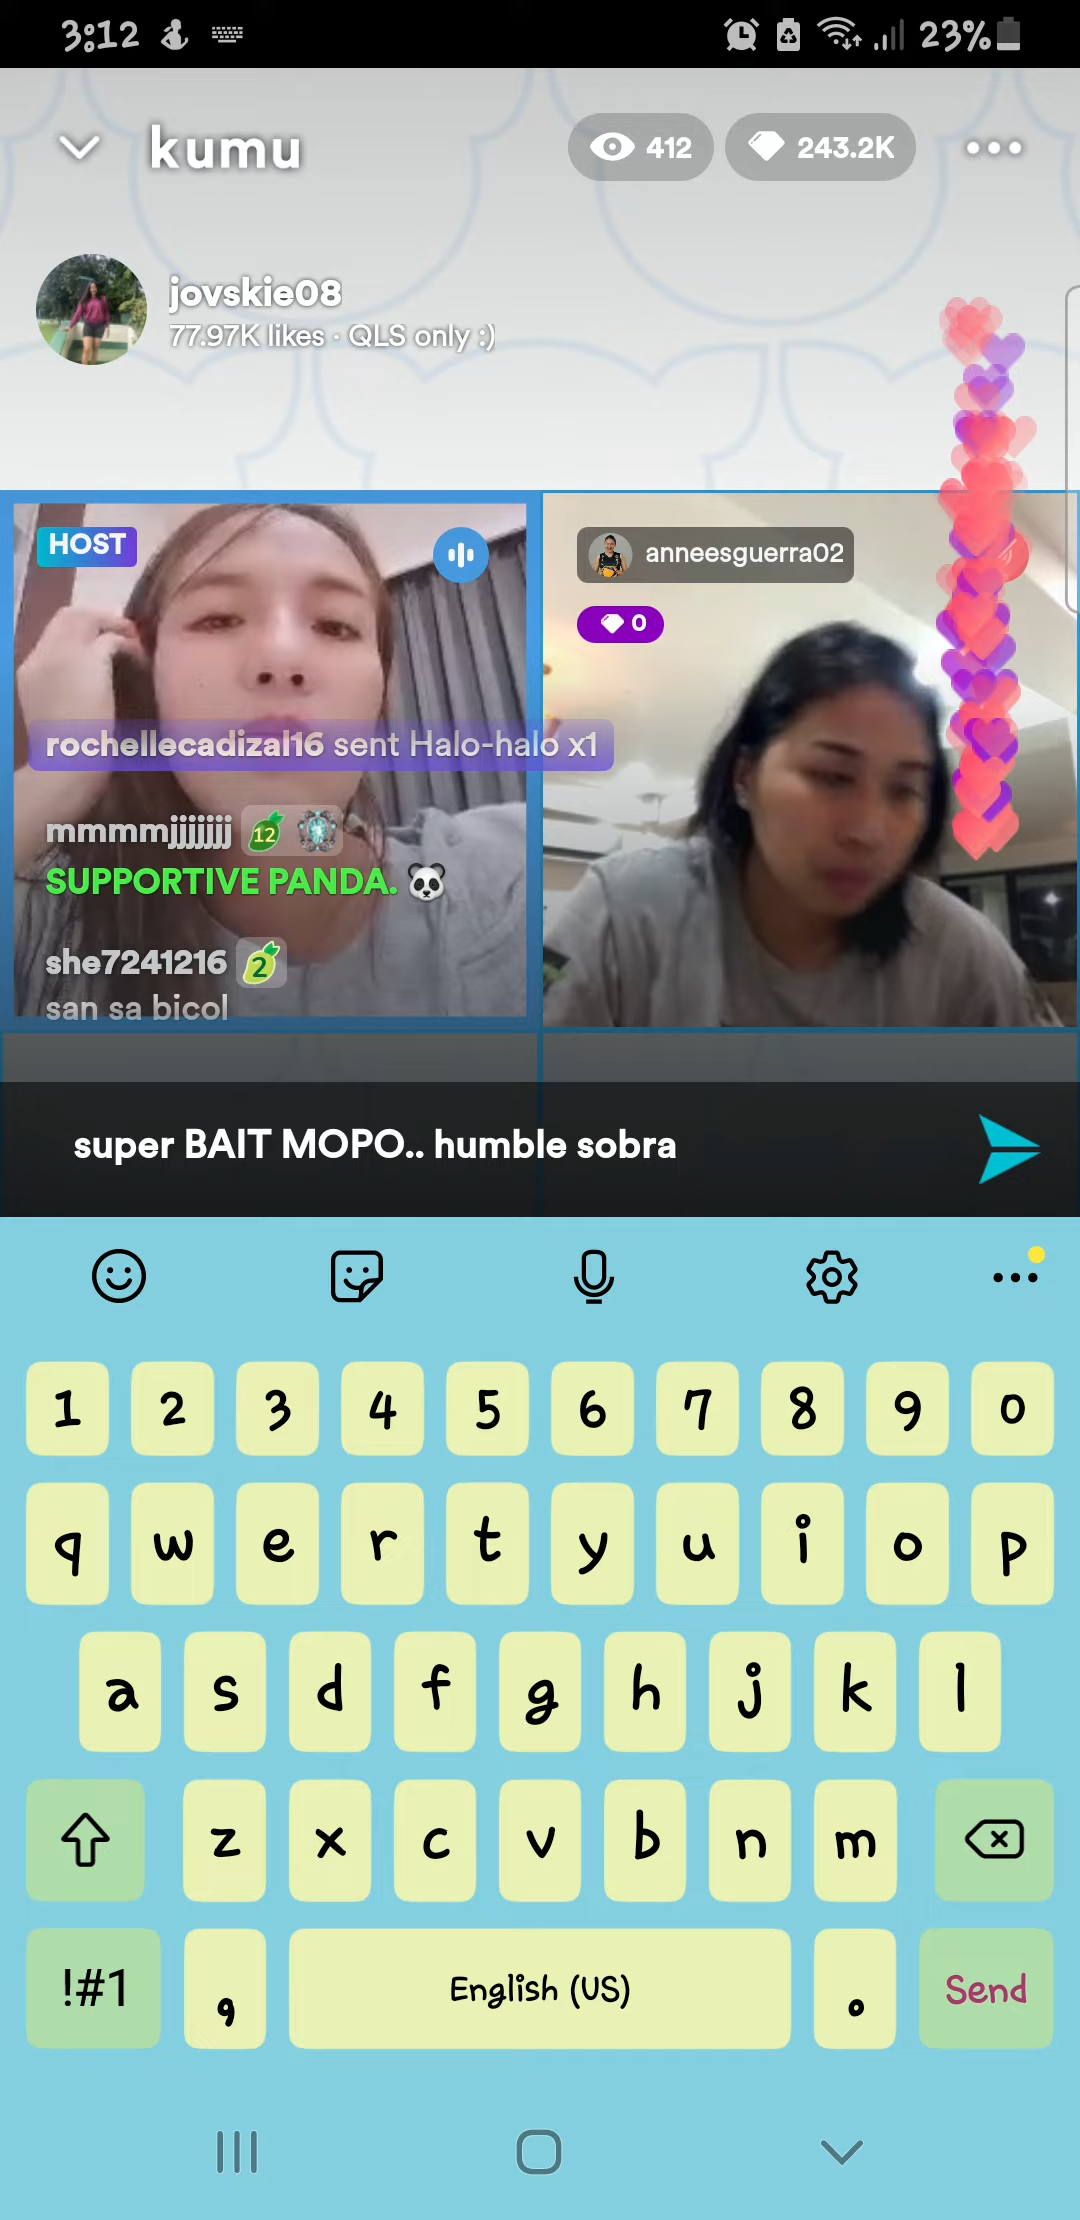 3:12
23%
kumu
412
243.2K
jovskie08
77.97K likes · QLS only :)
HOST
anneesguerra02
0
rochellecadizal16 sent Halo-halo x1
mmmmjjjjjjj 12
SUPPORTIVE PANDA. 🐼
she7241216 2
san sa bicol
super BAIT MOPO.. humble sobra
1 2 3 4 5 6 7 8 9 0
q w e r t y u i o p
a s d f g h j k l
z x c v b n m
!#1 , English (US) . Send